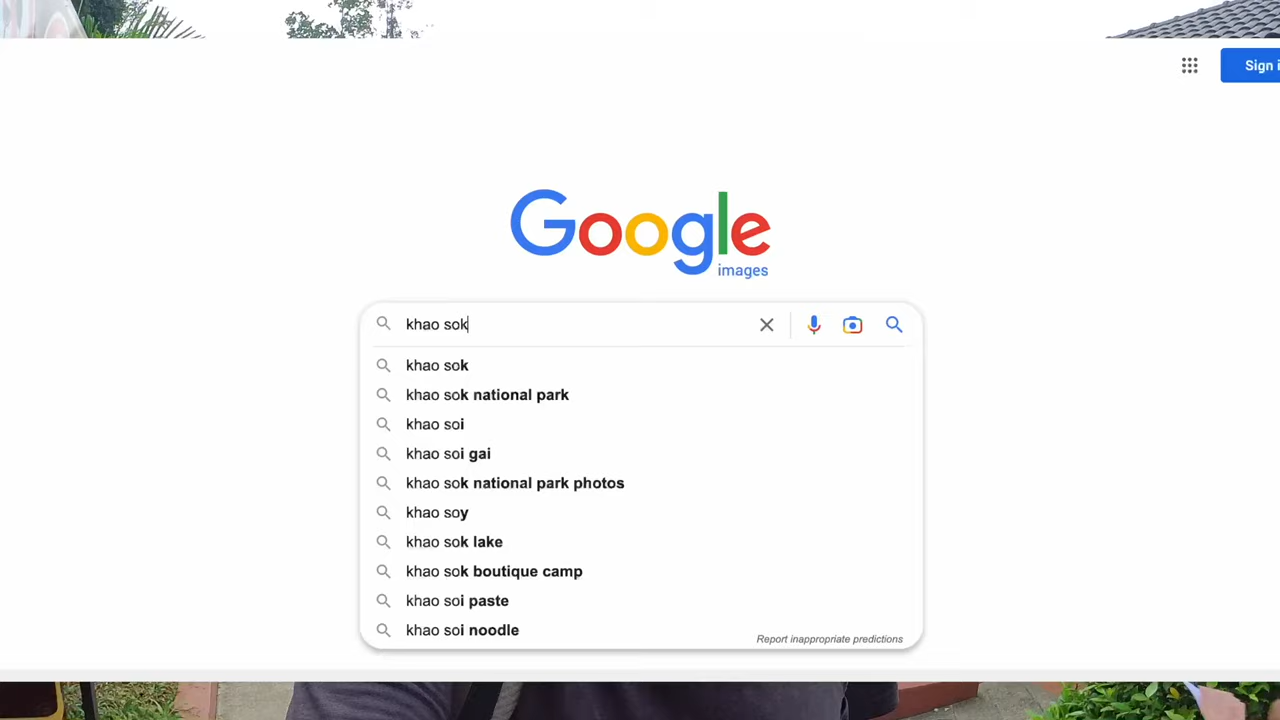 Sign i
Google
images
khao sok
khao sok
khao sok national park
khao soi
khao soi gai
khao sok national park photos
khao soy
khao sok lake
khao sok boutique camp
khao soi paste
khao soi noodle
Report inappropriate predictions